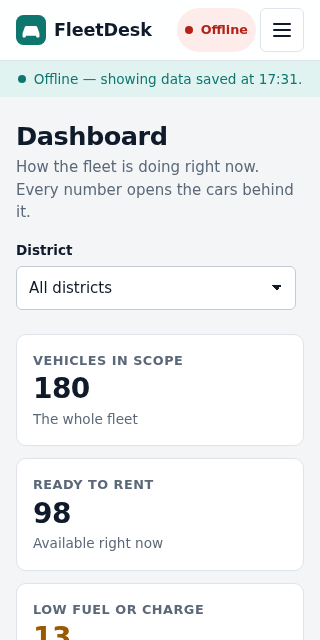 FleetDesk
Offline
Offline — showing data saved at 17:31.
Dashboard
How the fleet is doing right now.
Every number opens the cars behind
it.
District
All districts
VEHICLES IN SCOPE
180
The whole fleet
READY TO RENT
98
Available right now
LOW FUEL OR CHARGE
13